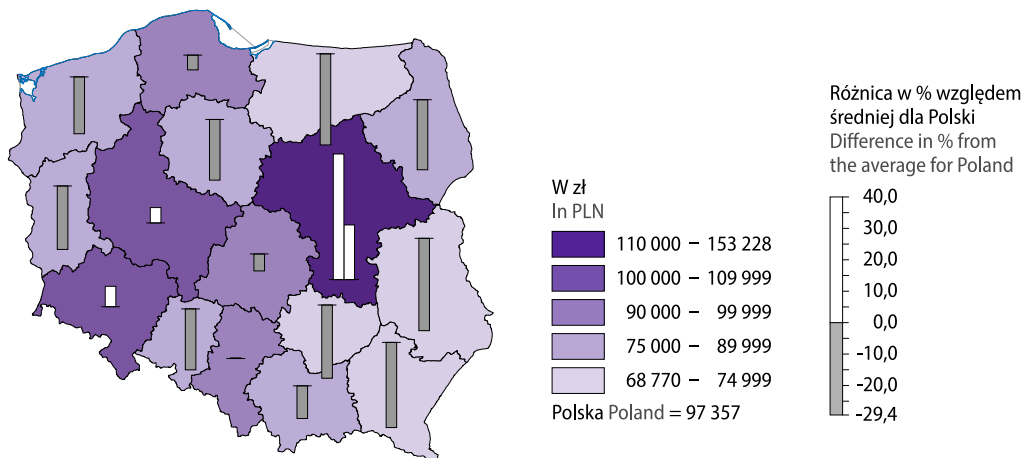 Różnica w % względem
średniej dla Polski
Difference in % from
the average for Poland
W zł
In PLN
110 000 – 153 228
100 000 – 109 999
90 000 – 99 999
75 000 – 89 999
68 770 – 74 999
Polska Poland = 97 357
40,0
30,0
20,0
10,0
0,0
-10,0
-20,0
-29,4